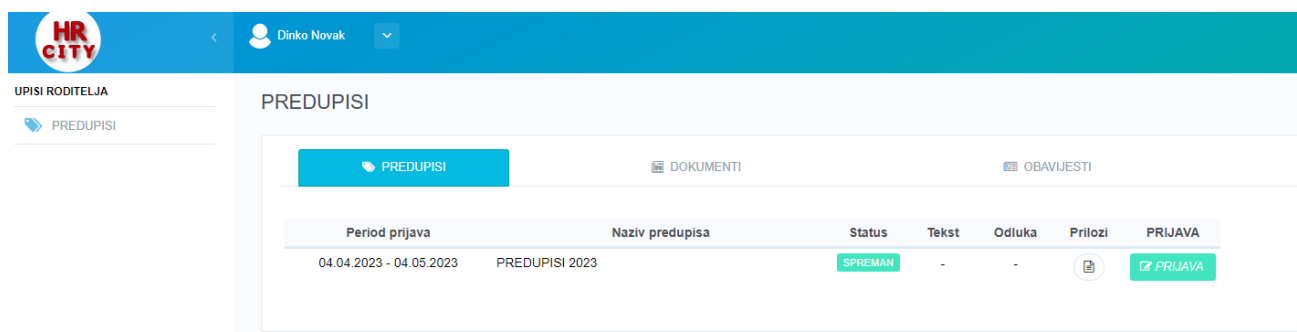 HR
CITY
Dinko Novak
UPISI RODITELJA
PREDUPISI
PREDUPISI
PREDUPISI DOKUMENTI OBAVIJESTI
Period prijava Naziv predupisa Status Tekst Odluka Prilozi PRIJAVA
04.04.2023 - 04.05.2023 PREDUPISI 2023 SPREMAN - - PRIJAVA